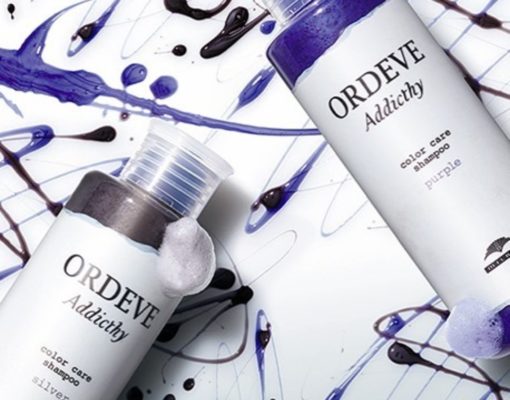 ORDEVE
Addicthy
color care
shampoo
purple
ORDEVE
Addicthy
color care
shampoo
silver